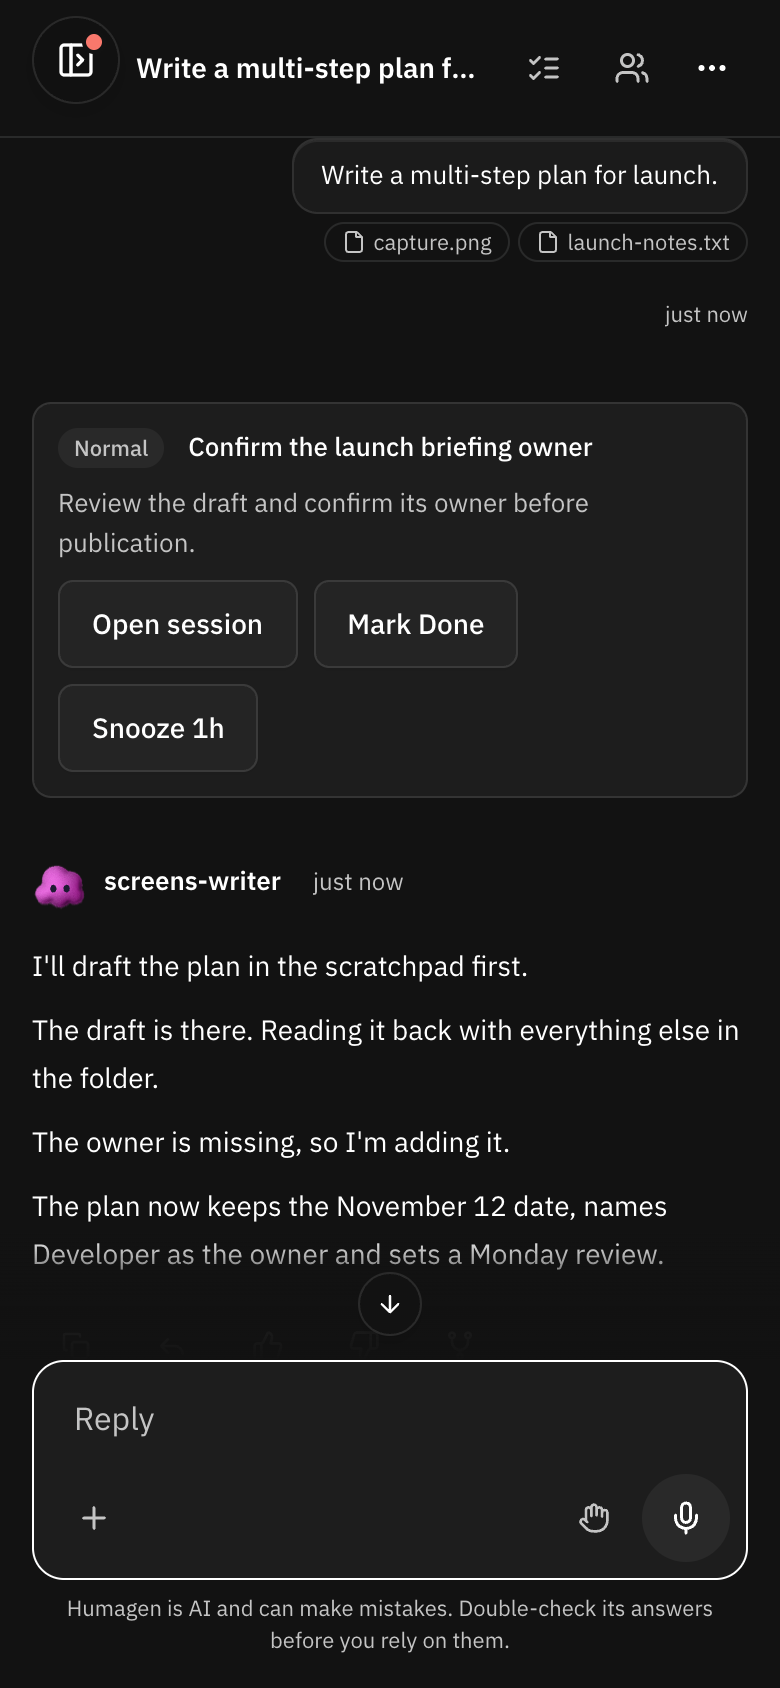 Write a multi-step plan f...
Write a multi-step plan for launch.
capture.png
launch-notes.txt
just now
Normal
Confirm the launch briefing owner
Review the draft and confirm its owner before
publication.
Open session
Mark Done
Snooze 1h
screens-writer
just now
I'll draft the plan in the scratchpad first.
The draft is there. Reading it back with everything else in
the folder.
The owner is missing, so I'm adding it.
The plan now keeps the November 12 date, names
Developer as the owner and sets a Monday review.
Reply
Humagen is AI and can make mistakes. Double-check its answers
before you rely on them.